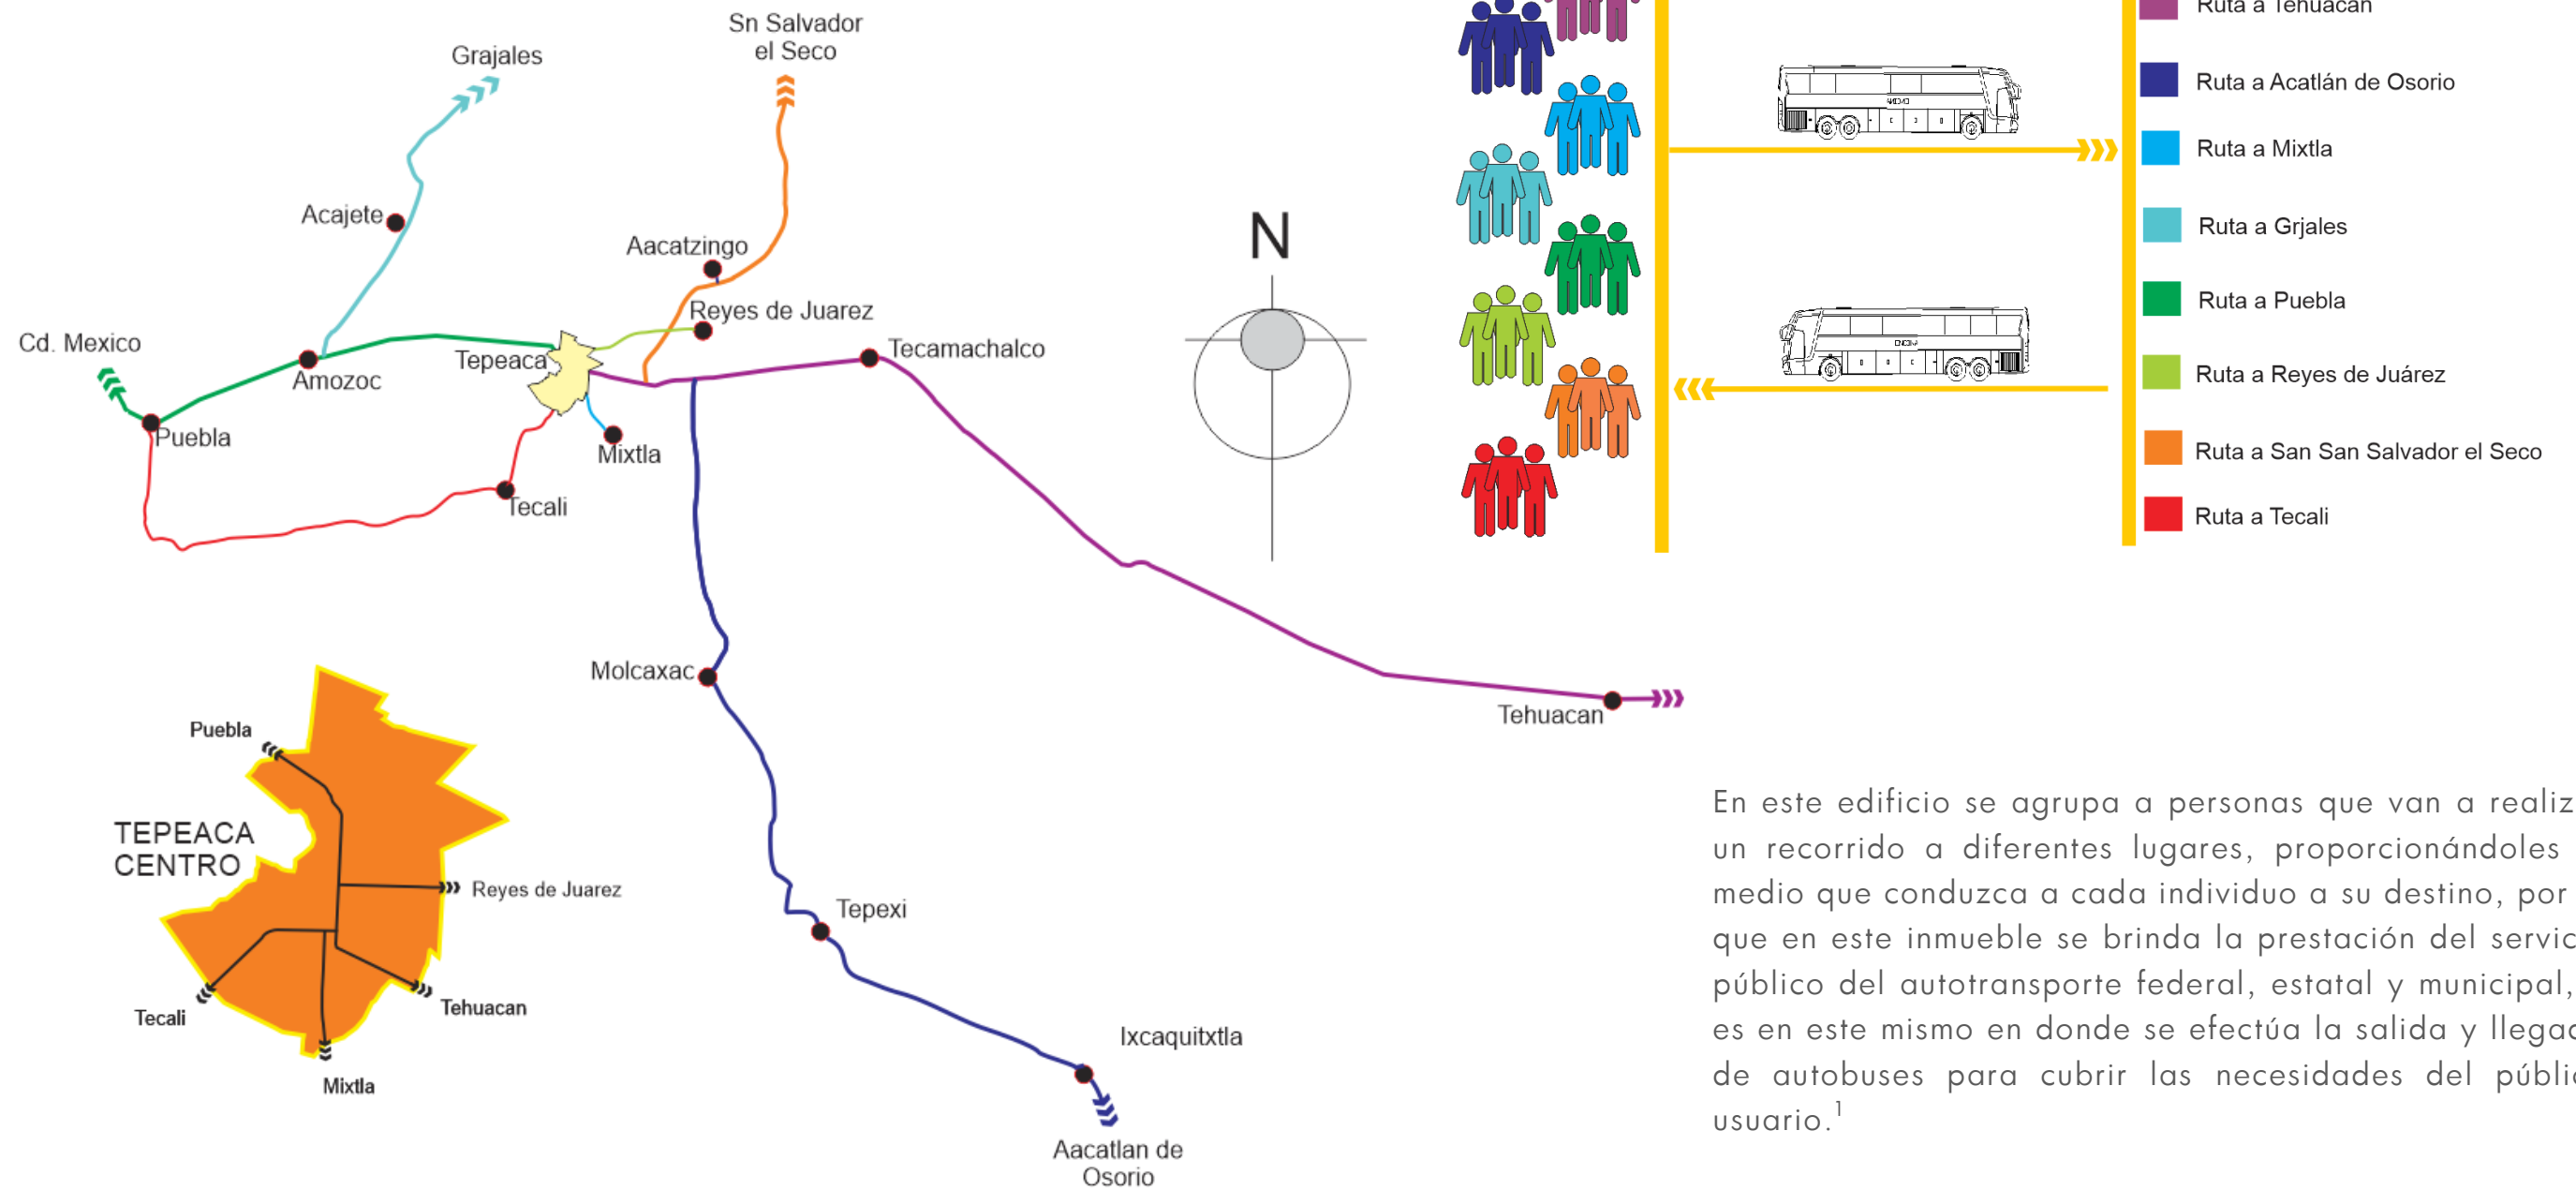 Sn Salvador
el Seco
Grajales
Acajete
Aacatzingo
Reyes de Juarez
Cd. Mexico
Tepeaca
Tecamachalco
Amozoc
Puebla
Mixtla
Tecali
Molcaxac
Tehuacan
Tepexi
Ixcaquitxtla
Aacatlan de
Osorio
N
Puebla
TEPEACA
CENTRO
Reyes de Juarez
Tecali
Tehuacan
Mixtla
Ruta a Tehuacán
Ruta a Acatlán de Osorio
Ruta a Mixtla
Ruta a Grjales
Ruta a Puebla
Ruta a Reyes de Juárez
Ruta a San San Salvador el Seco
Ruta a Tecali
En este edificio se agrupa a personas que van a realiz
un recorrido a diferentes lugares, proporcionándoles
medio que conduzca a cada individuo a su destino, por
que en este inmueble se brinda la prestación del servic
público del autotransporte federal, estatal y municipal,
es en este mismo en donde se efectúa la salida y llegad
de autobuses para cubrir las necesidades del públi
usuario.1